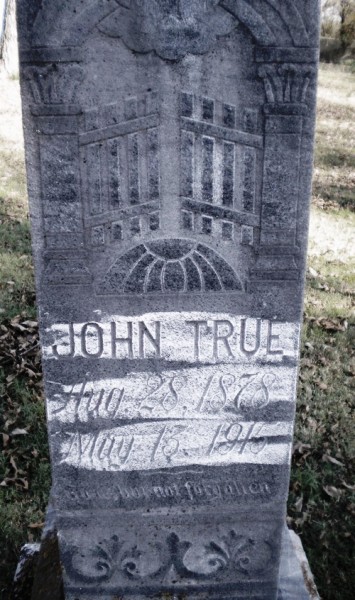 JOHN TRUE
Aug 28, 1878
May 15, 1915
Gone, but not forgotten